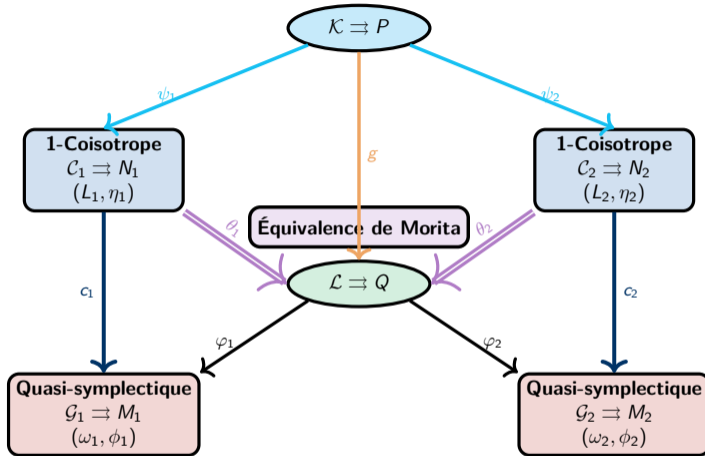 𝒦 ⇉ P
ψ₁
ψ₂
1-Coisotrope
𝒞₁ ⇉ N₁
(L₁, η₁)
1-Coisotrope
𝒞₂ ⇉ N₂
(L₂, η₂)
g
θ₁
Équivalence de Morita
θ₂
ℒ ⇉ Q
c₁
c₂
φ₁
φ₂
Quasi-symplectique
𝒢₁ ⇉ M₁
(ω₁, ϕ₁)
Quasi-symplectique
𝒢₂ ⇉ M₂
(ω₂, ϕ₂)